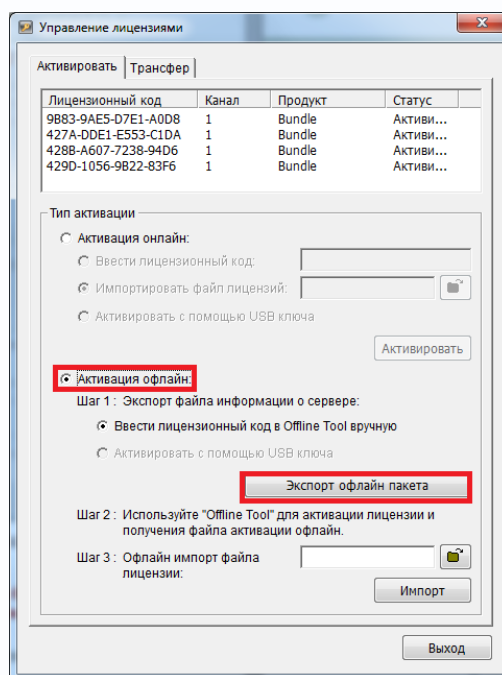 Управление лицензиями
Активировать Трансфер
Лицензионный код Канал Продукт Статус
9B83-9AE5-D7E1-A0D8 1 Bundle Активи...
427A-DDE1-E553-C1DA 1 Bundle Активи...
428B-A607-7238-94D6 1 Bundle Активи...
429D-1056-9B22-83F6 1 Bundle Активи...
Тип активации
Активация онлайн:
Ввести лицензионный код:
Импортировать файл лицензий:
Активировать с помощью USB ключа
Активировать
Активация офлайн:
Шаг 1 : Экспорт файла информации о сервере:
Ввести лицензионный код в Offline Tool вручную
Активировать с помощью USB ключа
Экспорт офлайн пакета
Шаг 2 : Используйте "Offline Tool" для активации лицензии и
получения файла активации офлайн.
Шаг 3 : Офлайн импорт файла
лицензии:
Импорт
Выход